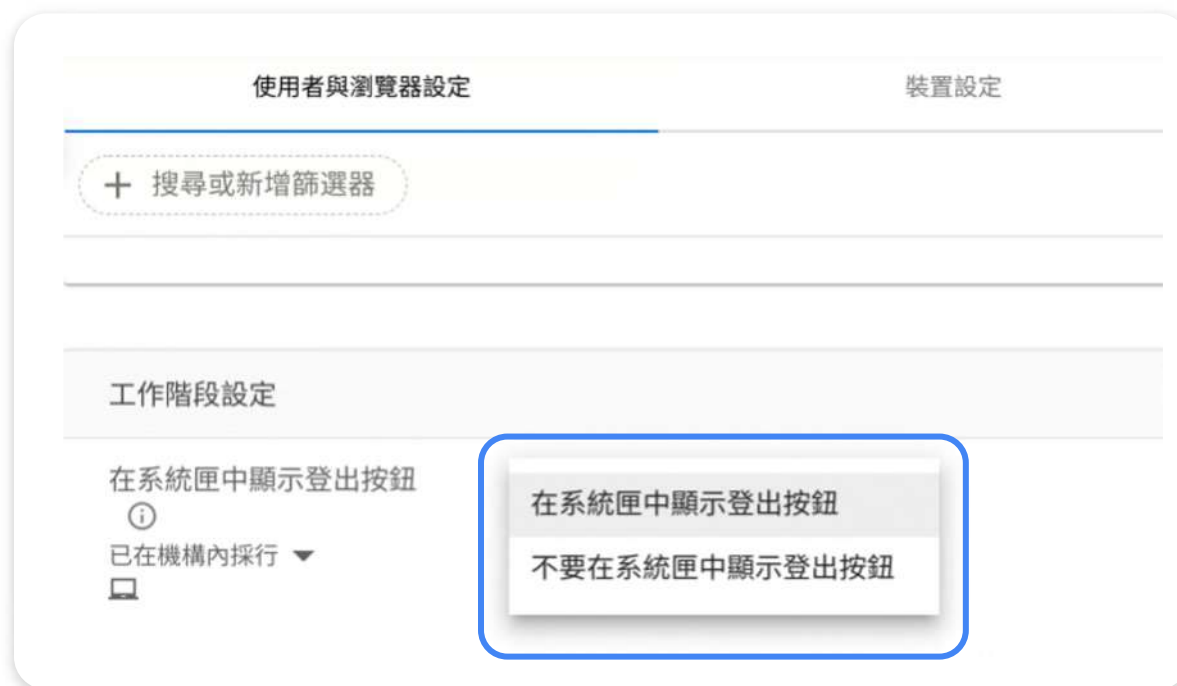 使用者與瀏覽器設定
裝置設定
搜尋或新增篩選器
工作階段設定
在系統匣中顯示登出按鈕
已在機構內採行
在系統匣中顯示登出按鈕
不要在系統匣中顯示登出按鈕